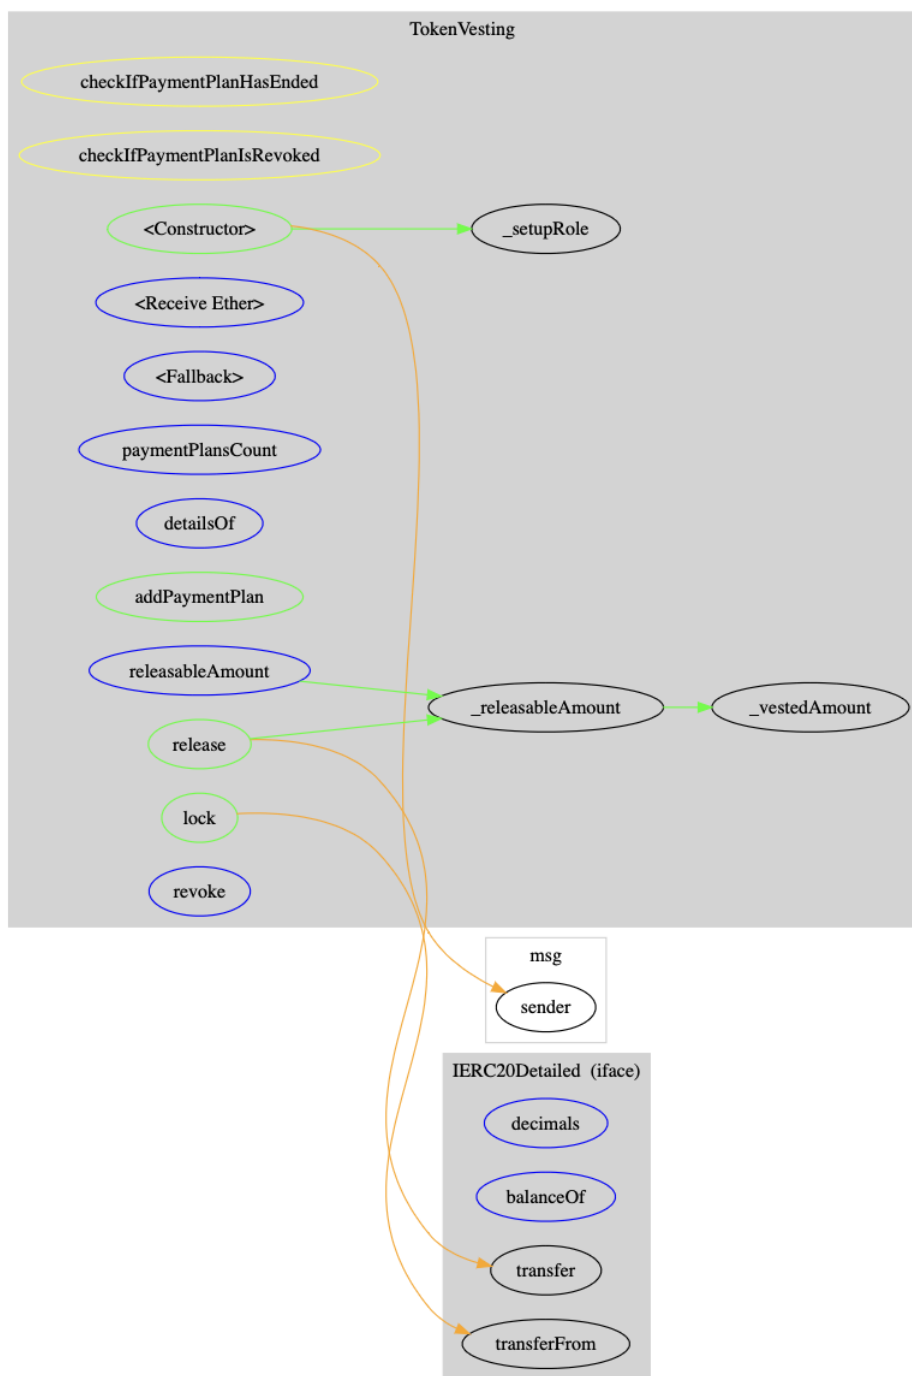 TokenVesting
checkIfPaymentPlanHasEnded
checkIfPaymentPlanIsRevoked
<Constructor>
_setupRole
<Receive Ether>
<Fallback>
paymentPlansCount
detailsOf
addPaymentPlan
releasableAmount
_releasableAmount
_vestedAmount
release
lock
revoke
msg
sender
IERC20Detailed (iface)
decimals
balanceOf
transfer
transferFrom